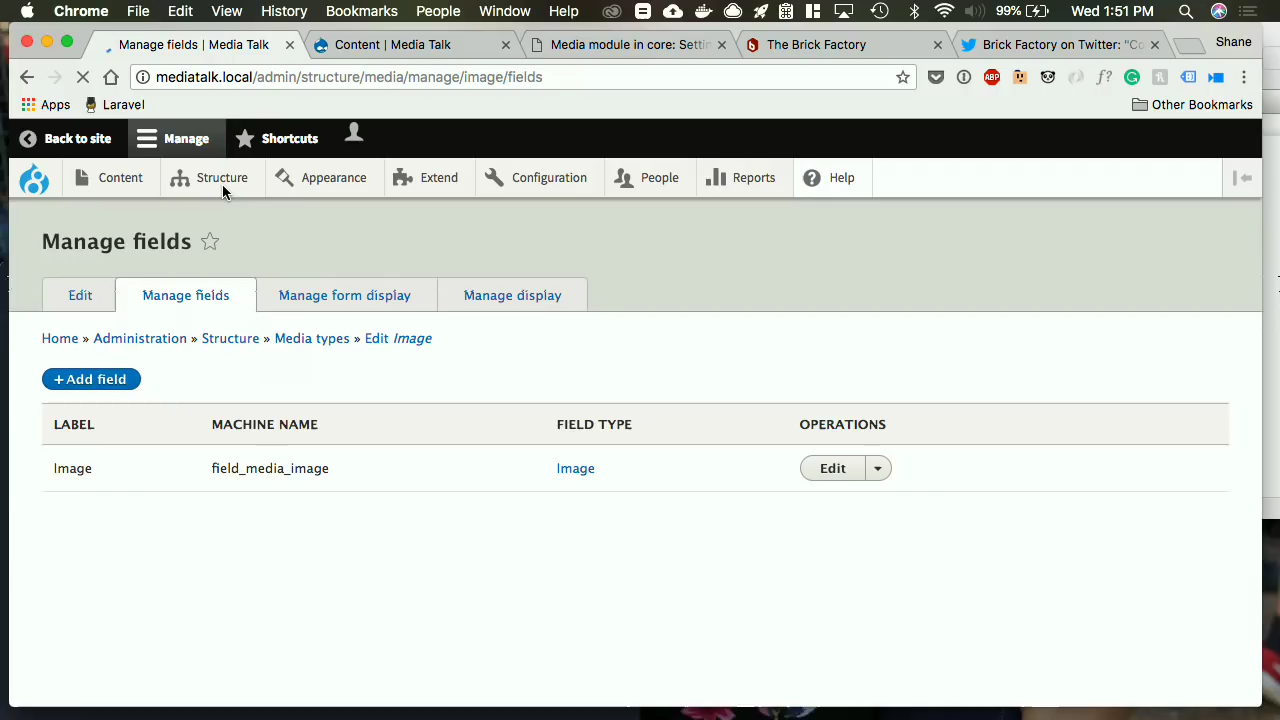 Chrome File Edit View History Bookmarks People Window Help 99% Wed 1:51 PM
Manage fields | Media Talk Content | Media Talk Media module in core: Settin The Brick Factory Brick Factory on Twitter: "Co Shane
mediatalk.local/admin/structure/media/manage/image/fields ABP f?
Apps Laravel Other Bookmarks
Back to site Manage Shortcuts
Content Structure Appearance Extend Configuration People Reports Help
Manage fields
Edit Manage fields Manage form display Manage display
Home » Administration » Structure » Media types » Edit Image
+ Add field
LABEL MACHINE NAME FIELD TYPE OPERATIONS
Image field_media_image Image Edit